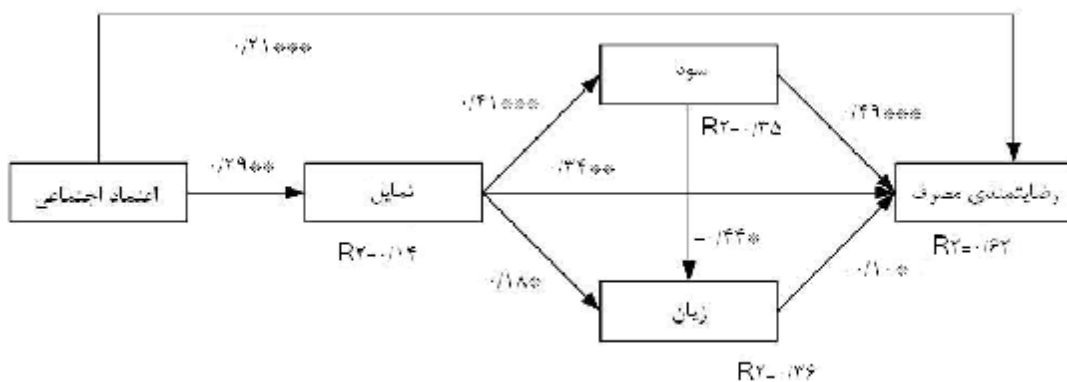 ۰/۲۱***
سود
۰/۴۱***
R۲=۰/۳۵
۰/۴۹***
اعتماد اجتماعی
۰/۲۹**
تمایل
۰/۳۴**
رضایتمندی مصرف
R۲=۰/۱۴
-۰/۴۴*
R۲=۰/۶۲
۰/۱۸*
زیان
-۰/۱۰*
R۲=۰/۳۶